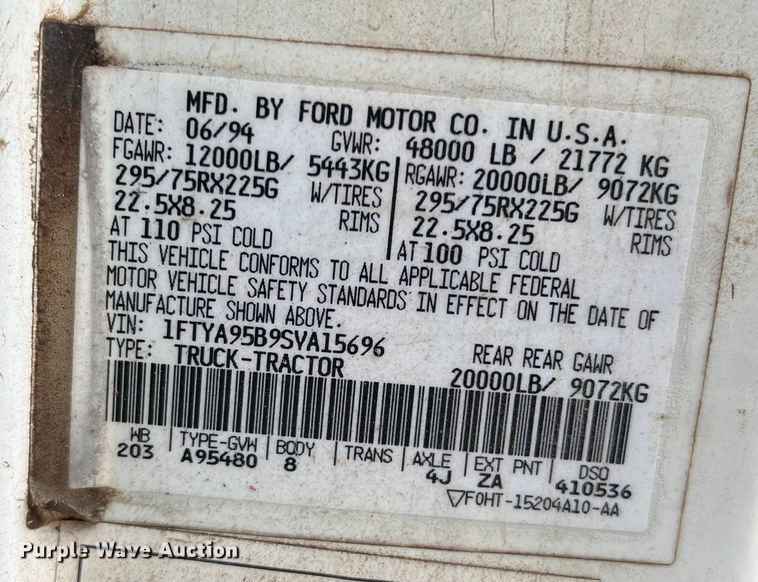 MFD. BY FORD MOTOR CO. IN U.S.A.
DATE: 06/94 GVWR: 48000 LB / 21772 KG
FGAWR: 12000LB/ 5443KG RGAWR: 20000LB/ 9072KG
295/75RX225G W/TIRES 295/75RX225G W/TIRES
22.5X8.25 RIMS 22.5X8.25 RIMS
AT 110 PSI COLD AT 100 PSI COLD
THIS VEHICLE CONFORMS TO ALL APPLICABLE FEDERAL
MOTOR VEHICLE SAFETY STANDARDS IN EFFECT ON THE DATE OF
MANUFACTURE SHOWN ABOVE.
VIN: 1FTYA95B9SVA15696 REAR REAR GAWR
TYPE: TRUCK-TRACTOR 20000LB/ 9072KG
WB TYPE-GVW BODY TRANS AXLE EXT PNT DSO
203 A95480 8 4J ZA 410536
F0HT-15204A10-AA
Purple Wave Auction